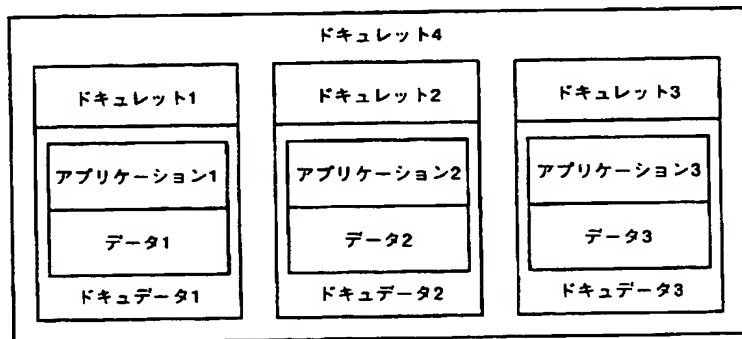 ドキュレット4
ドキュレット1
ドキュレット2
ドキュレット3
アプリケーション1
アプリケーション2
アプリケーション3
データ1
データ2
データ3
ドキュデータ1
ドキュデータ2
ドキュデータ3